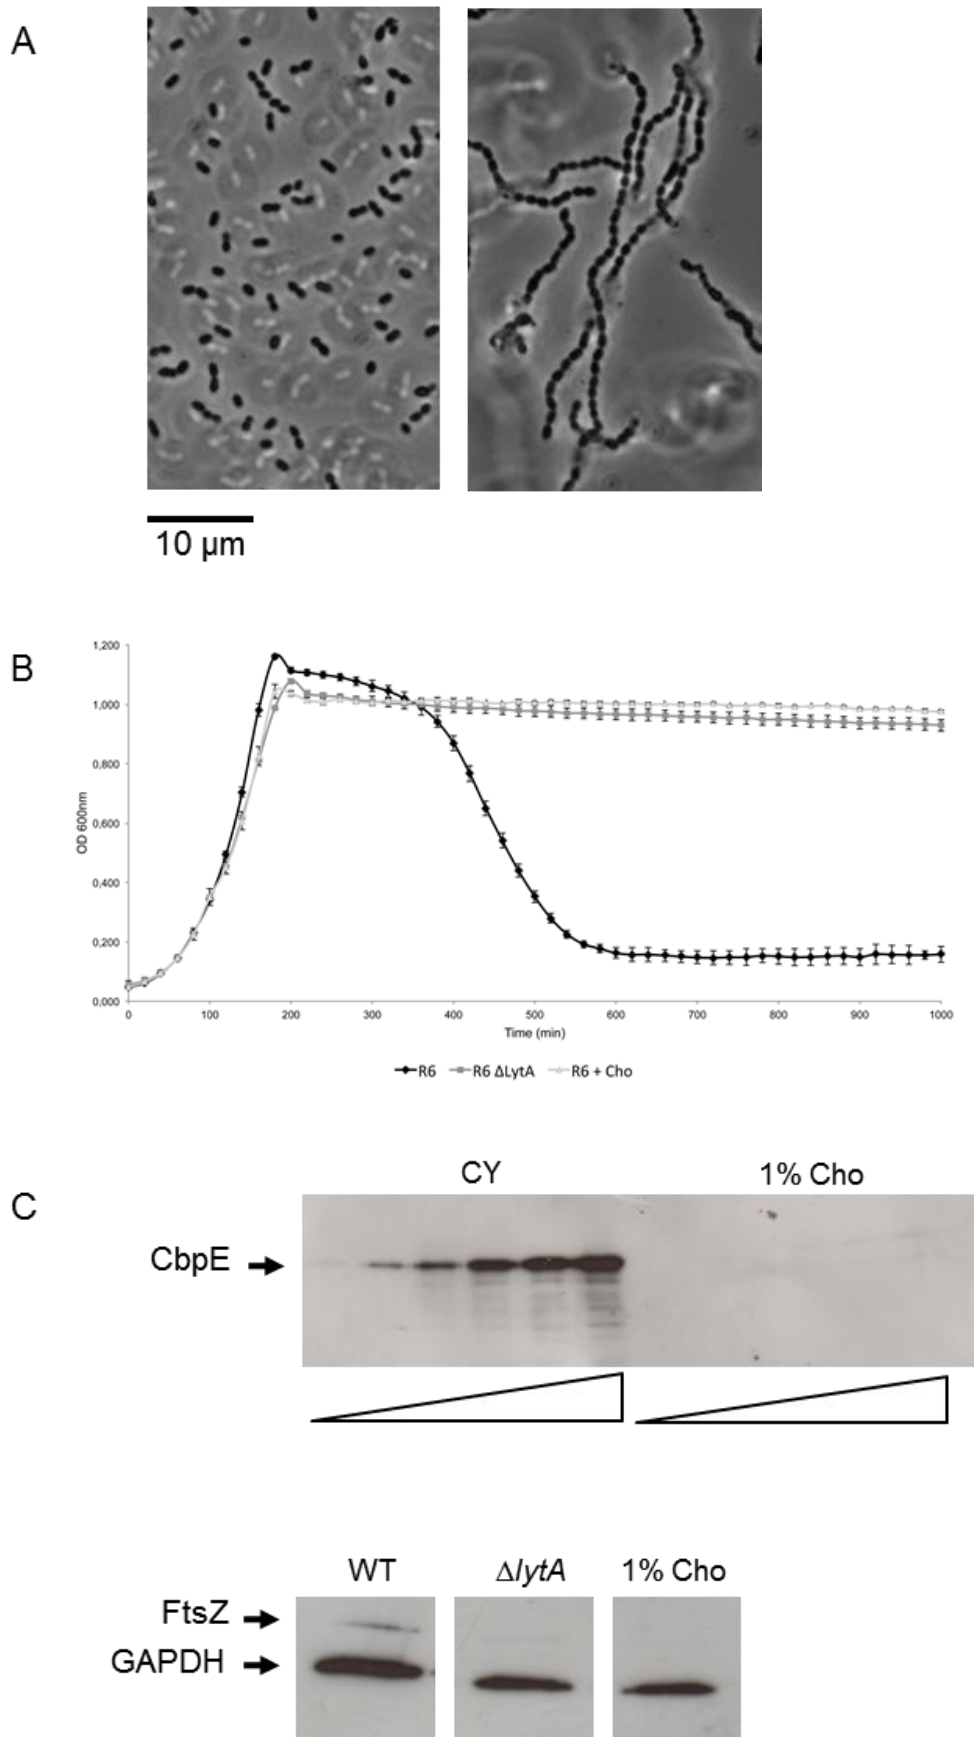 A
10 µm
B
1,200
1,000
0,800
0,600
0,400
0,200
0,000
OD 600nm
0 100 200 300 400 500 600 700 800 900 1000
Time (min)
R6 R6 ΔLytA R6 + Cho
CY 1% Cho
C
CbpE
WT ΔlytA 1% Cho
FtsZ
GAPDH